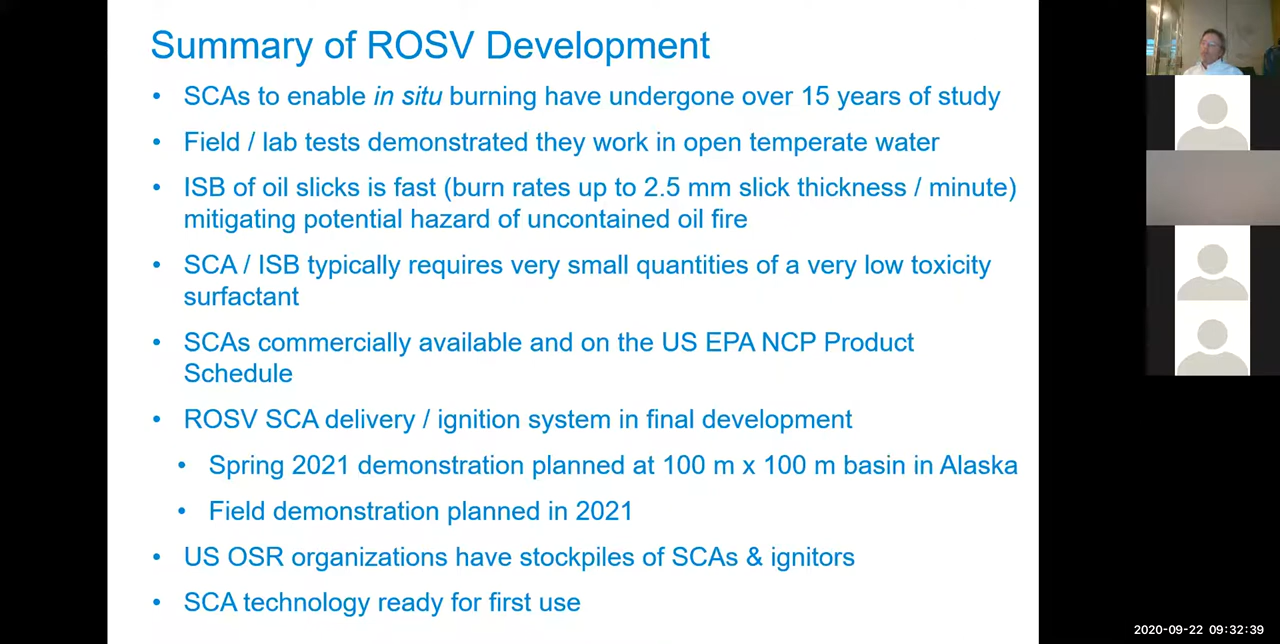 Summary of ROSV Development
• SCAs to enable in situ burning have undergone over 15 years of study
• Field / lab tests demonstrated they work in open temperate water
• ISB of oil slicks is fast (burn rates up to 2.5 mm slick thickness / minute)
mitigating potential hazard of uncontained oil fire
• SCA / ISB typically requires very small quantities of a very low toxicity
surfactant
• SCAs commercially available and on the US EPA NCP Product
Schedule
• ROSV SCA delivery / ignition system in final development
• Spring 2021 demonstration planned at 100 m x 100 m basin in Alaska
• Field demonstration planned in 2021
• US OSR organizations have stockpiles of SCAs & ignitors
• SCA technology ready for first use
2020-09-22 09:32:39